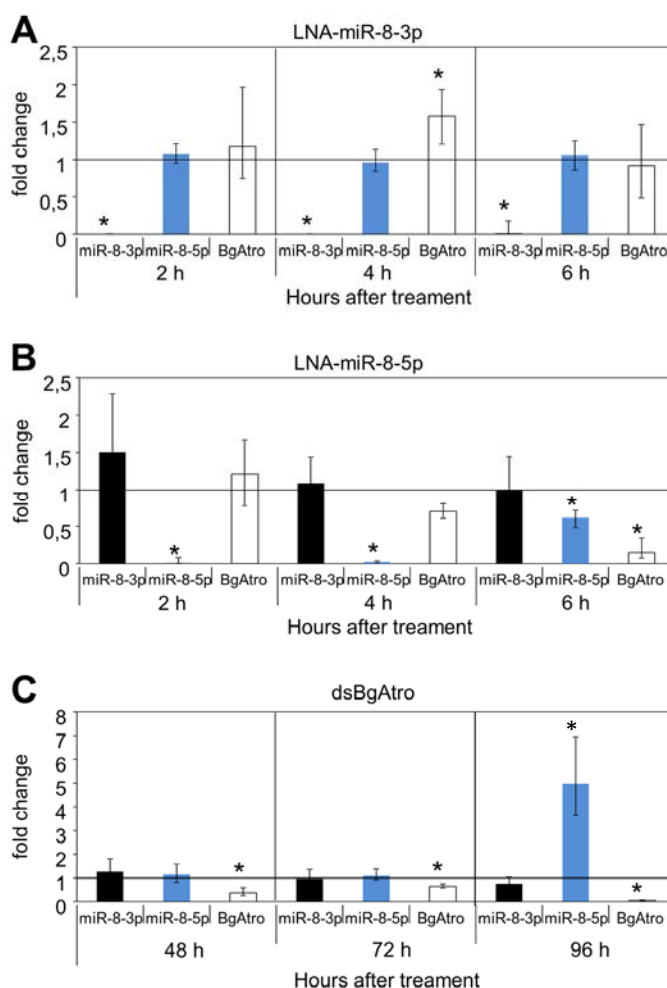 A
LNA-miR-8-3p
fold change
2,5
2
1,5
1
0,5
0
*
*
*
*
miR-8-3p miR-8-5p BgAtro miR-8-3p miR-8-5p BgAtro miR-8-3p miR-8-5p BgAtro
2 h 4 h 6 h
Hours after treament
B
LNA-miR-8-5p
fold change
2,5
2
1,5
1
0,5
0
*
*
*
*
miR-8-3p miR-8-5p BgAtro miR-8-3p miR-8-5p BgAtro miR-8-3p miR-8-5p BgAtro
2 h 4 h 6 h
Hours after treament
C
dsBgAtro
fold change
8
7
6
5
4
3
2
1
0
*
*
*
*
miR-8-3p miR-8-5p BgAtro miR-8-3p miR-8-5p BgAtro miR-8-3p miR-8-5p BgAtro
48 h 72 h 96 h
Hours after treament